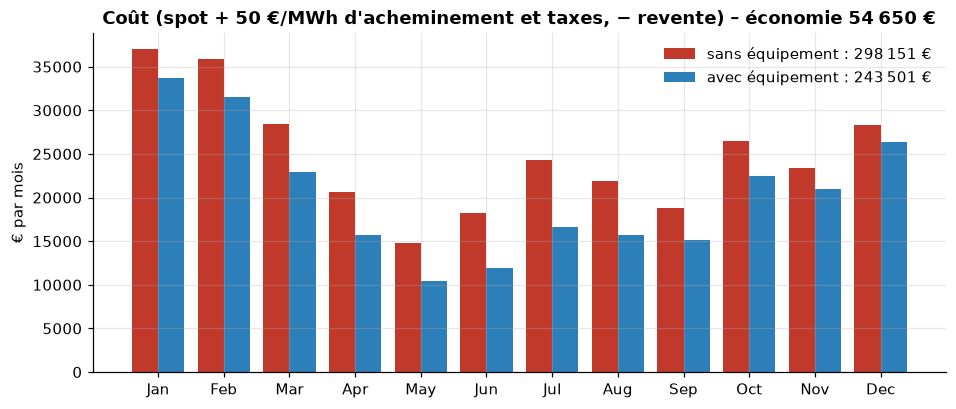 Coût (spot + 50 €/MWh d'acheminement et taxes, − revente) – économie 54 650 €
sans équipement : 298 151 €
avec équipement : 243 501 €
€ par mois
35000
30000
25000
20000
15000
10000
5000
0
Jan Feb Mar Apr May Jun Jul Aug Sep Oct Nov Dec